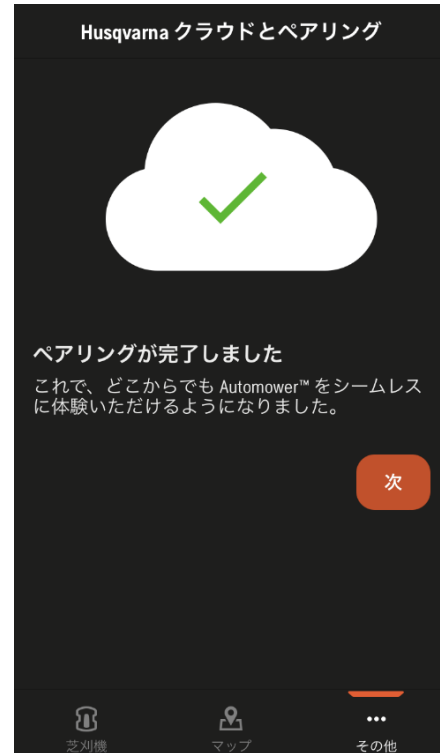 Husqvarna クラウドとペアリング
ペアリングが完了しました
これで、どこからでも Automower™ をシームレス
に体験いただけるようになりました。
次
芝刈機
マップ
その他